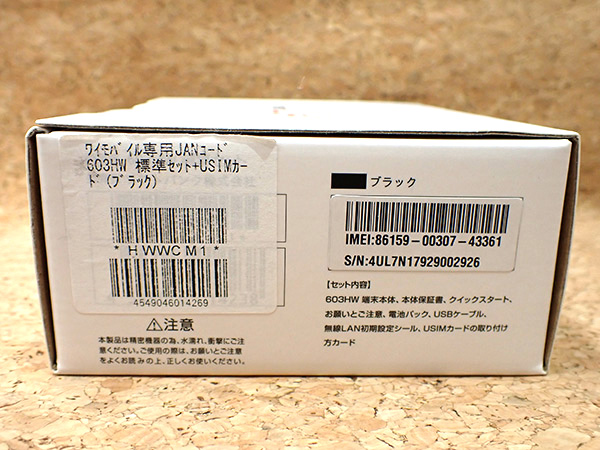 ワイモバイル専用JANコード
603HW 標準セット+USIMカー
ド(ブラック)
* HWWCM1 *
4549046014269
注意
本製品は精密機器の為、水濡れ、衝撃にご注
意ください。ご使用の際は、お願いとご注意
をよくお読みの上、正しくお使いください。
ブラック
IMEI:86159-00307-43361
S/N:4UL7N17929002926
【セット内容】
603HW 端末本体、本体保証書、クイックスタート、
お願いとご注意、電池パック、USBケーブル、
無線LAN初期設定シール、USIMカードの取り付け
方カード